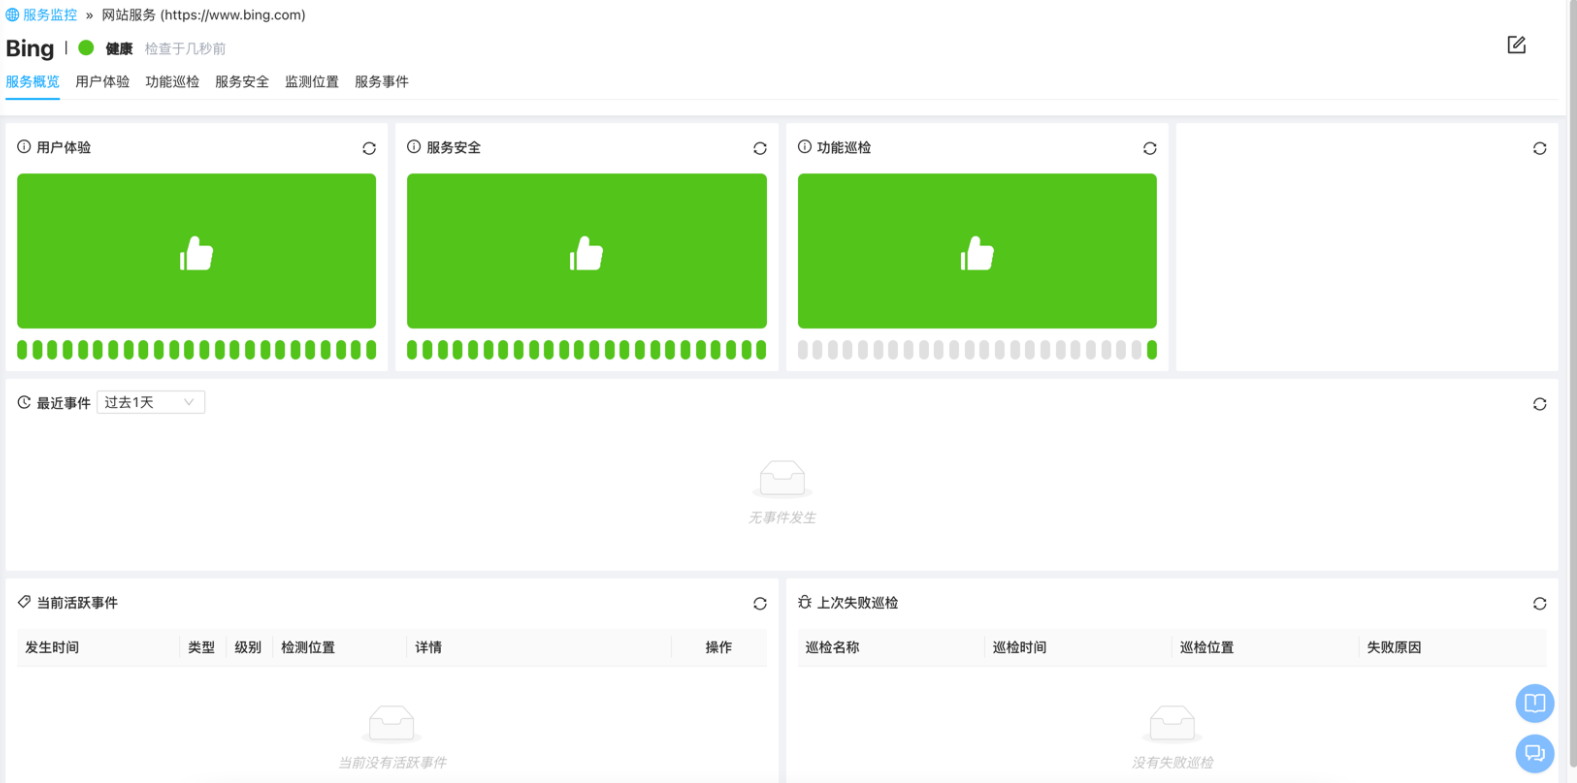 服务监控 » 网站服务 (https://www.bing.com)
Bing | 健康 检查于几秒前
服务概览 用户体验 功能巡检 服务安全 监测位置 服务事件
用户体验 服务安全 功能巡检
最近事件 过去1天
无事件发生
当前活跃事件
发生时间 类型 级别 检测位置 详情 操作
当前没有活跃事件
上次失败巡检
巡检名称 巡检时间 巡检位置 失败原因
没有失败巡检